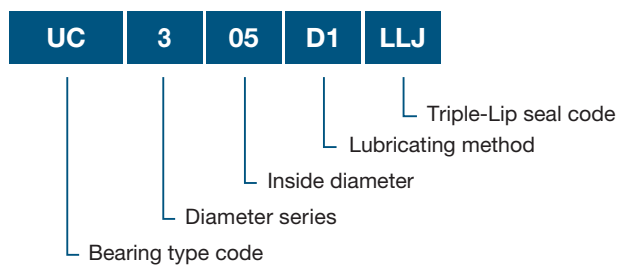 UC 3 05 D1 LLJ
Triple-Lip seal code
Lubricating method
Inside diameter
Diameter series
Bearing type code